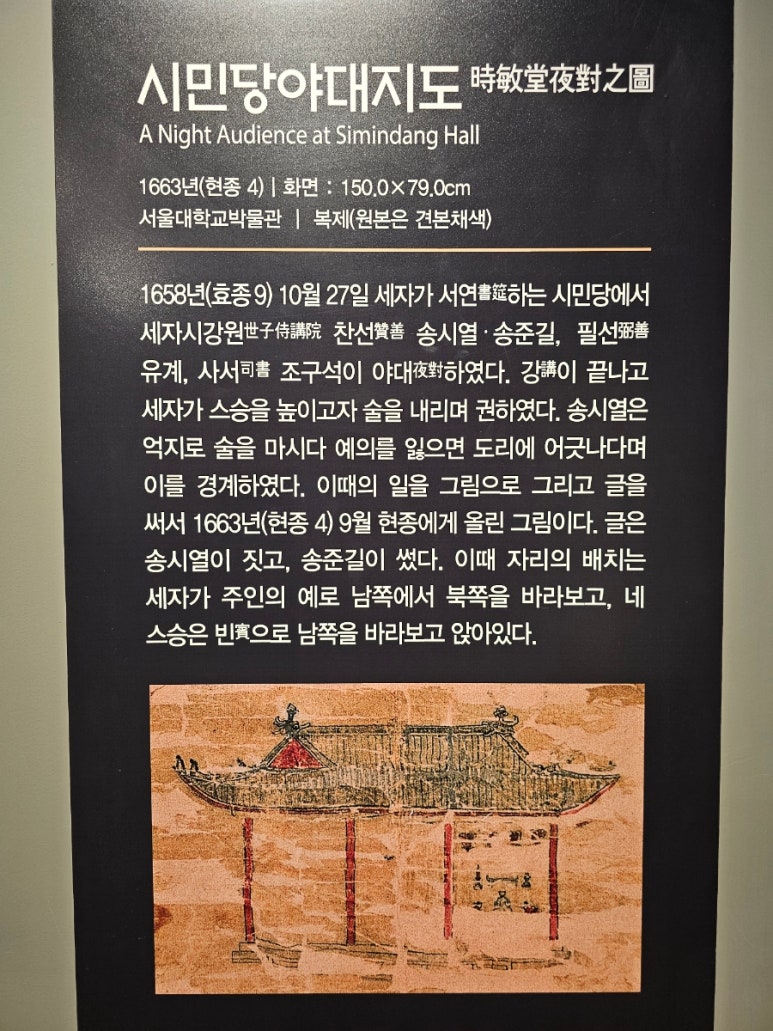 시민당야대지도 時敏堂夜對之圖
A Night Audience at Simindang Hall
1663년(현종 4) | 화면 : 150.0×79.0cm
서울대학교박물관 | 복제(원본은 견본채색)
1658년(효종 9) 10월 27일 세자가 서연書筵하는 시민당에서
세자시강원世子侍講院 찬선贊善 송시열·송준길, 필선弼善
유계, 사서司書 조구석이 야대夜對하였다. 강講이 끝나고
세자가 스승을 높이고자 술을 내리며 권하였다. 송시열은
억지로 술을 마시다 예의를 잃으면 도리에 어긋나다며
이를 경계하였다. 이때의 일을 그림으로 그리고 글을
써서 1663년(현종 4) 9월 현종에게 올린 그림이다. 글은
송시열이 짓고, 송준길이 썼다. 이때 자리의 배치는
세자가 주인의 예로 남쪽에서 북쪽을 바라보고, 네
스승은 빈賓으로 남쪽을 바라보고 앉아있다.